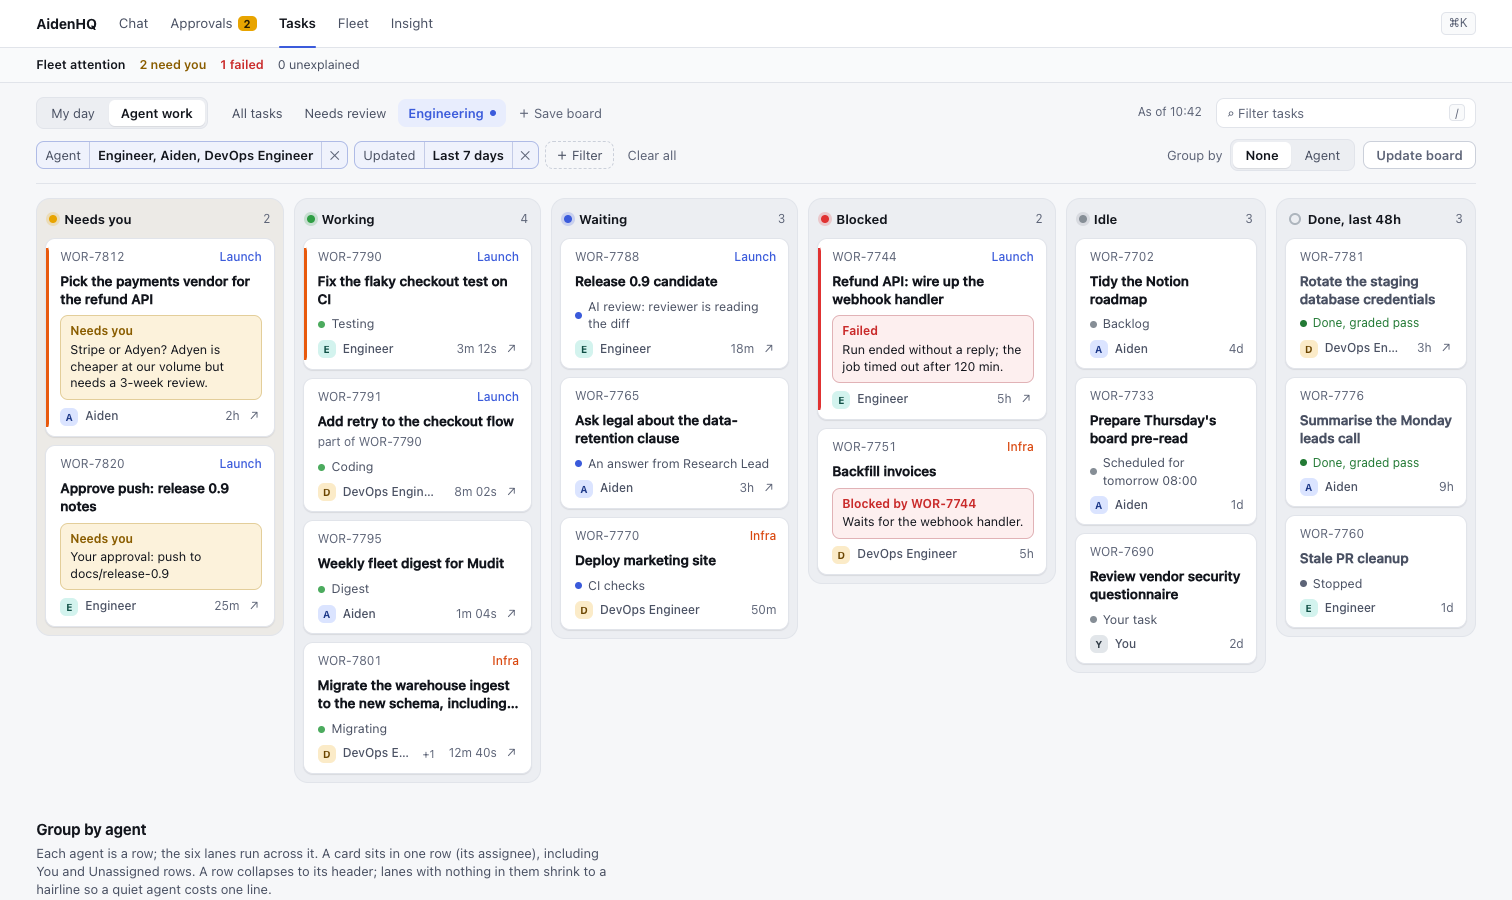 AidenHQ
Chat
Approvals 2
Tasks
Fleet
Insight
⌘K
Fleet attention 2 need you 1 failed 0 unexplained
My day
Agent work
All tasks
Needs review
Engineering
+ Save board
As of 10:42
Filter tasks
/
Agent Engineer, Aiden, DevOps Engineer ×
Updated Last 7 days ×
+ Filter
Clear all
Group by
None
Agent
Update board
Needs you 2
WOR-7812 Launch
Pick the payments vendor for
the refund API
Needs you
Stripe or Adyen? Adyen is
cheaper at our volume but
needs a 3-week review.
A Aiden 2h ↗
WOR-7820 Launch
Approve push: release 0.9
notes
Needs you
Your approval: push to
docs/release-0.9
E Engineer 25m ↗
Working 4
WOR-7790 Launch
Fix the flaky checkout test on
CI
Testing
E Engineer 3m 12s ↗
WOR-7791 Launch
Add retry to the checkout flow
part of WOR-7790
Coding
D DevOps Engin... 8m 02s ↗
WOR-7795
Weekly fleet digest for Mudit
Digest
A Aiden 1m 04s ↗
WOR-7801 Infra
Migrate the warehouse ingest
to the new schema, including...
Migrating
D DevOps E... +1 12m 40s ↗
Waiting 3
WOR-7788 Launch
Release 0.9 candidate
AI review: reviewer is reading
the diff
E Engineer 18m ↗
WOR-7765
Ask legal about the data-
retention clause
An answer from Research Lead
A Aiden 3h ↗
WOR-7770 Infra
Deploy marketing site
CI checks
D DevOps Engineer 50m
Blocked 2
WOR-7744 Launch
Refund API: wire up the
webhook handler
Failed
Run ended without a reply; the
job timed out after 120 min.
E Engineer 5h ↗
WOR-7751 Infra
Backfill invoices
Blocked by WOR-7744
Waits for the webhook handler.
D DevOps Engineer 5h
Idle 3
WOR-7702
Tidy the Notion
roadmap
Backlog
A Aiden 4d
WOR-7733
Prepare Thursday's
board pre-read
Scheduled for
tomorrow 08:00
A Aiden 1d
WOR-7690
Review vendor security
questionnaire
Your task
Y You 2d
Done, last 48h 3
WOR-7781
Rotate the staging
database credentials
Done, graded pass
D DevOps En... 3h ↗
WOR-7776
Summarise the Monday
leads call
Done, graded pass
A Aiden 9h
WOR-7760
Stale PR cleanup
Stopped
E Engineer 1d
Group by agent
Each agent is a row; the six lanes run across it. A card sits in one row (its assignee), including
You and Unassigned rows. A row collapses to its header; lanes with nothing in them shrink to a
hairline so a quiet agent costs one line.